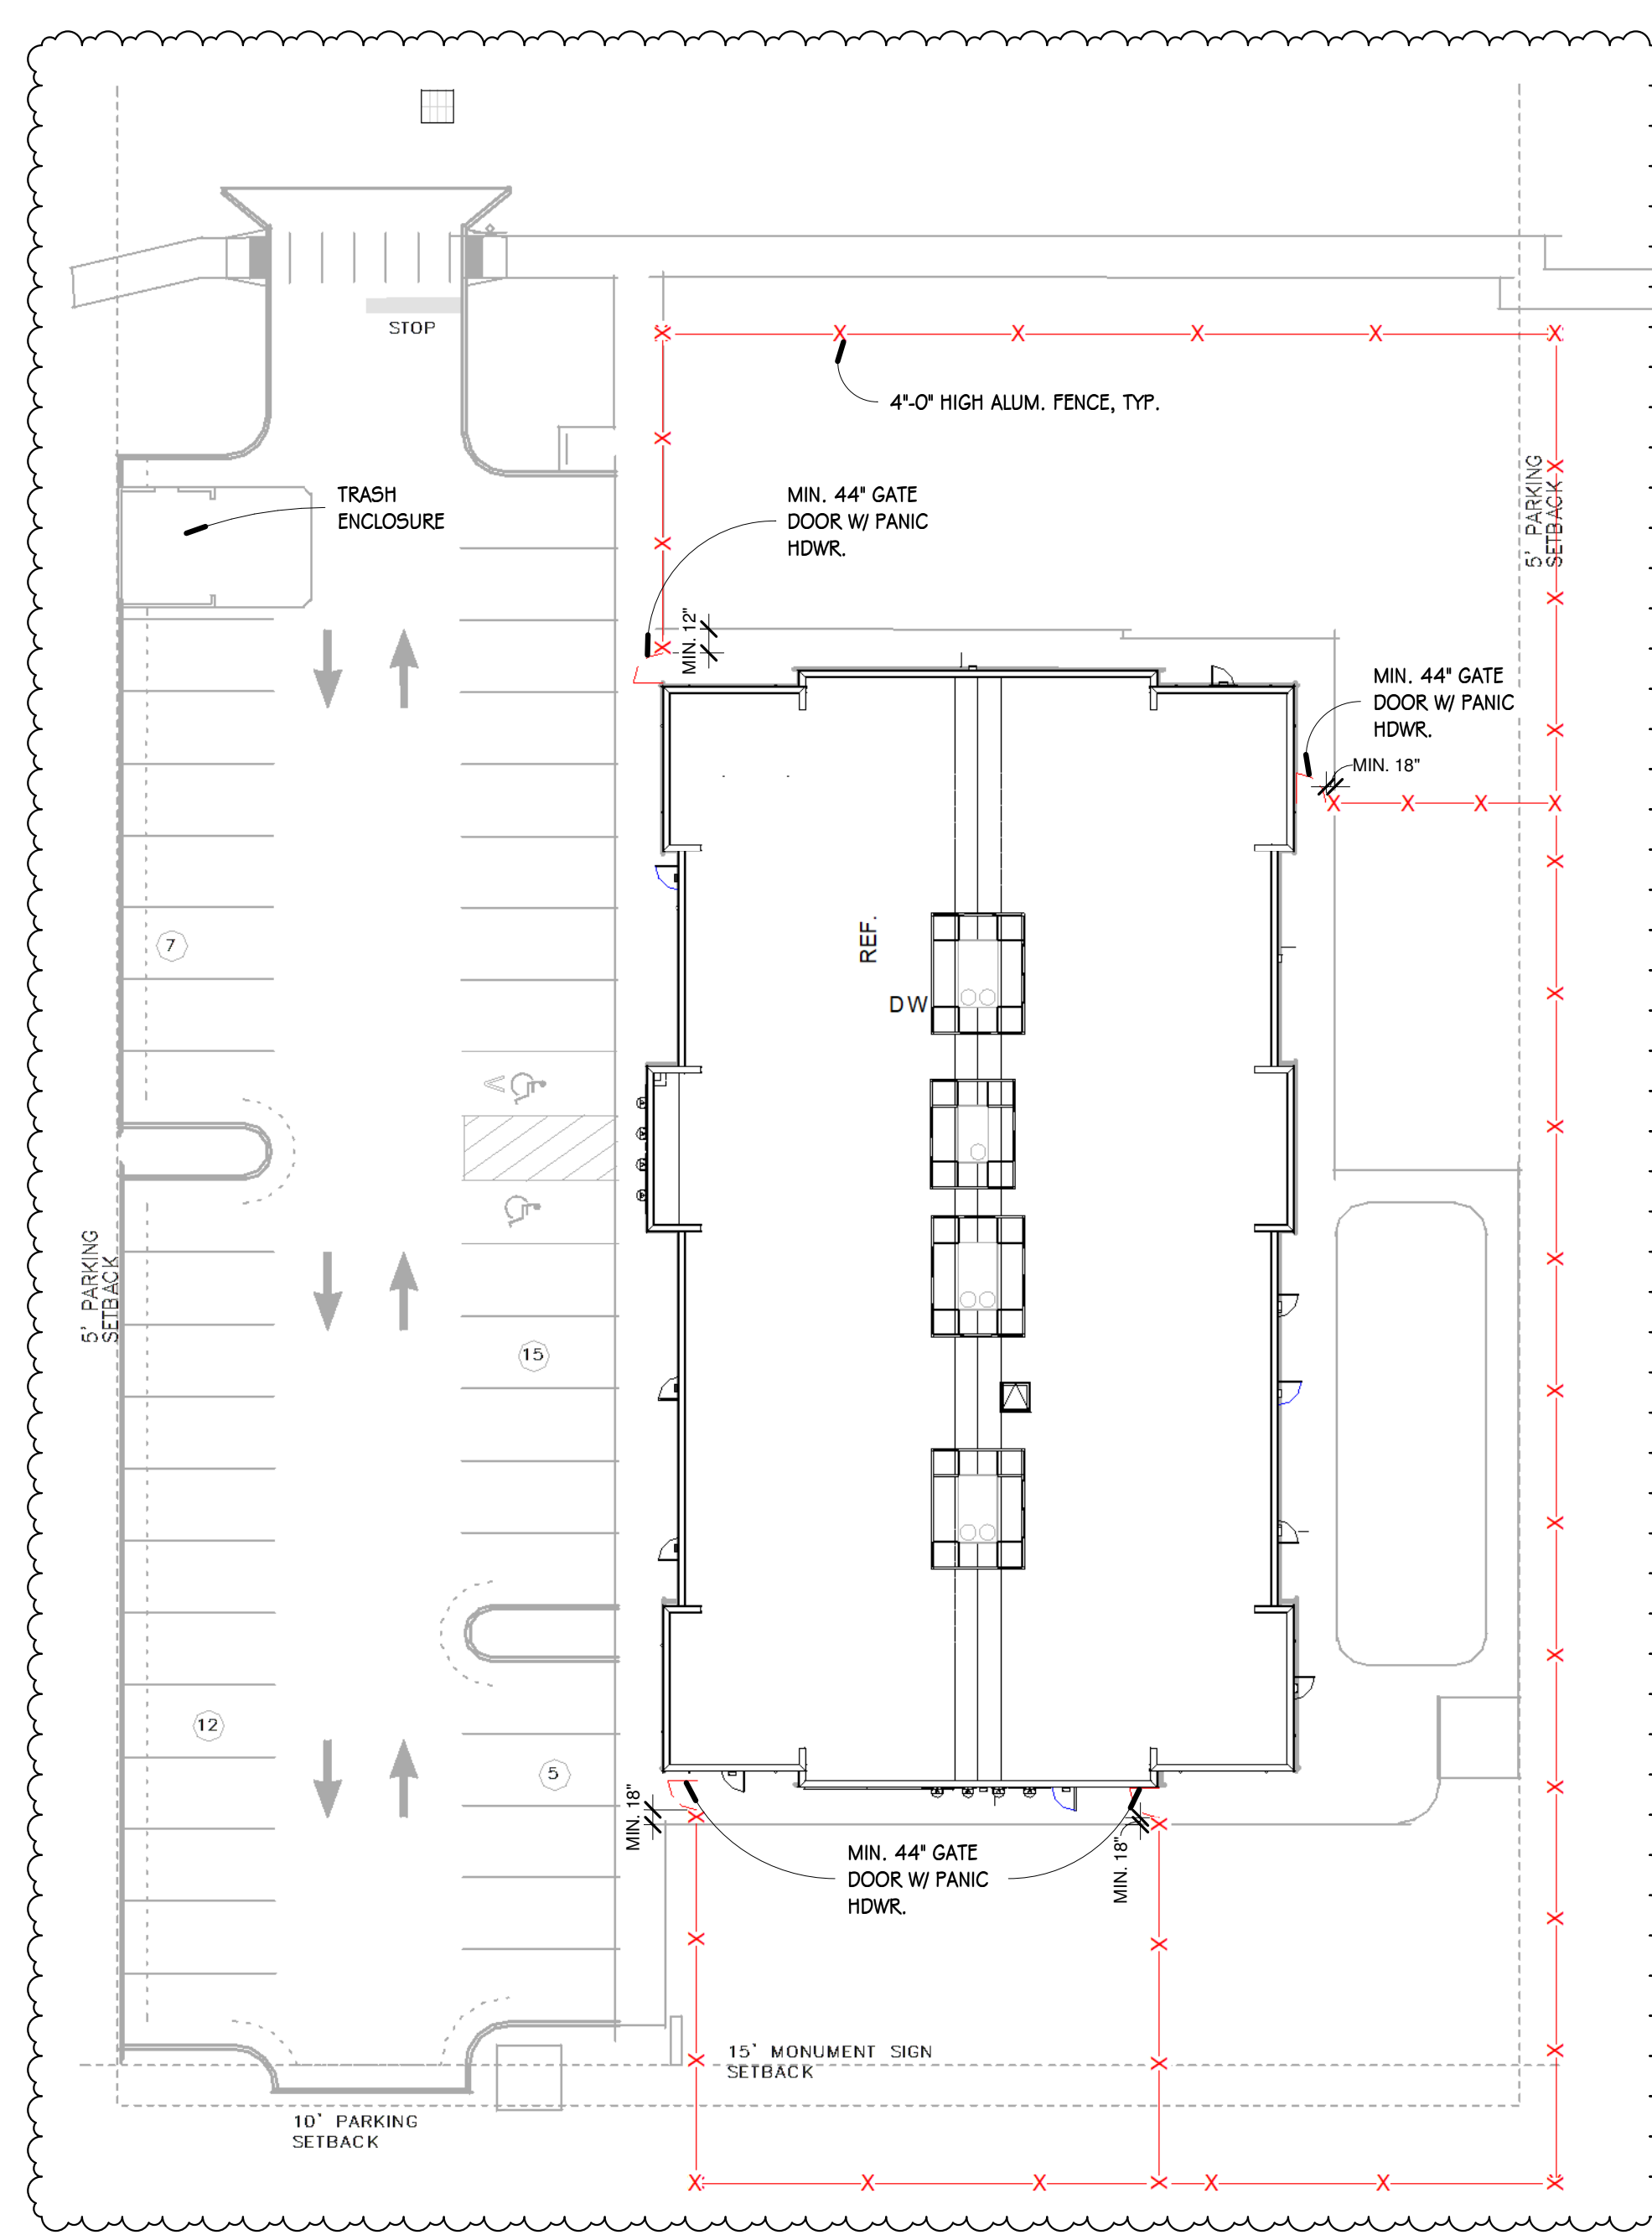 STOP
4"-0" HIGH ALUM. FENCE, TYP.
TRASH
ENCLOSURE
MIN. 44" GATE
DOOR W/ PANIC
HDWR.
5' PARKING
SETBACK
MIN. 12"
MIN. 44" GATE
DOOR W/ PANIC
HDWR.
MIN. 18"
7
REF.
DW
V
5' PARKING
SETBACK
15
12
5
MIN. 18"
MIN. 18"
MIN. 44" GATE
DOOR W/ PANIC
HDWR.
15' MONUMENT SIGN
SETBACK
10' PARKING
SETBACK